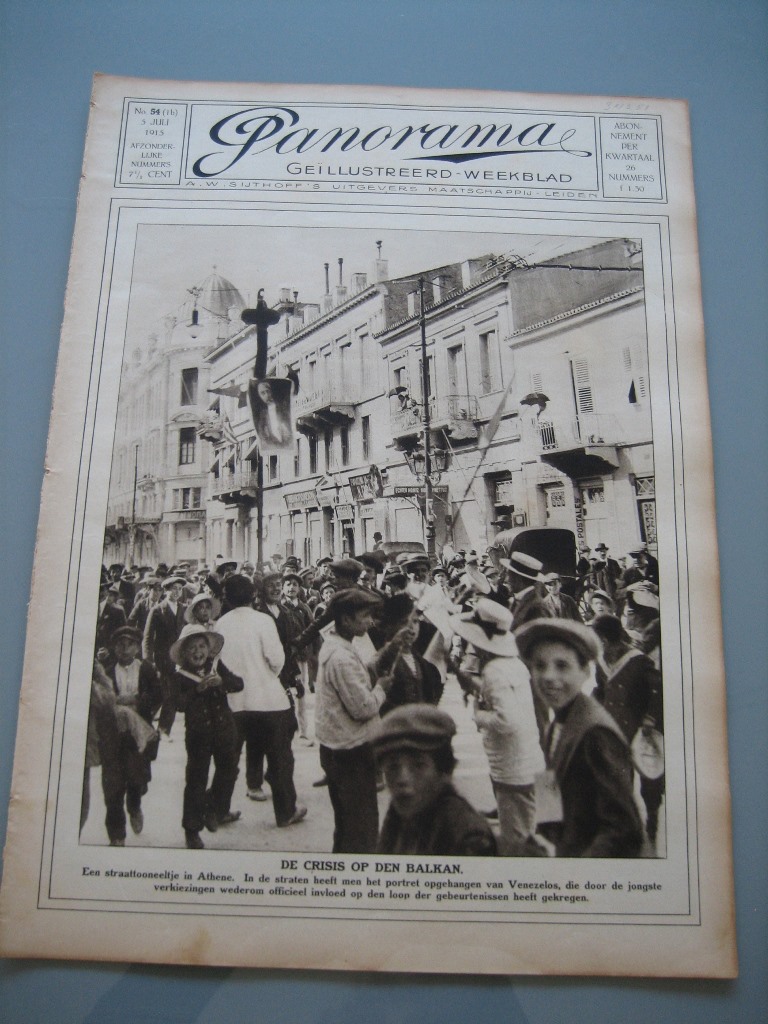 No. 54 (1b)
3 JULI
1915
AFZONDER-
LIJKE
NUMMERS
7½ CENT
Panorama
GEÏLLUSTREERD-WEEKBLAD
A.W. SIJTHOFF'S UITGEVERS MAATSCHAPPIJ-LEIDEN
ABON-
NEMENT
PER
KWARTAAL
26
NUMMERS
f 1.50
POSTALES
DE CRISIS OP DEN BALKAN.
Een straattooneeltje in Athene. In de straten heeft men het portret opgehangen van Venezelos, die door de jongste
verkiezingen wederom officieel invloed op den loop der gebeurtenissen heeft gekregen.